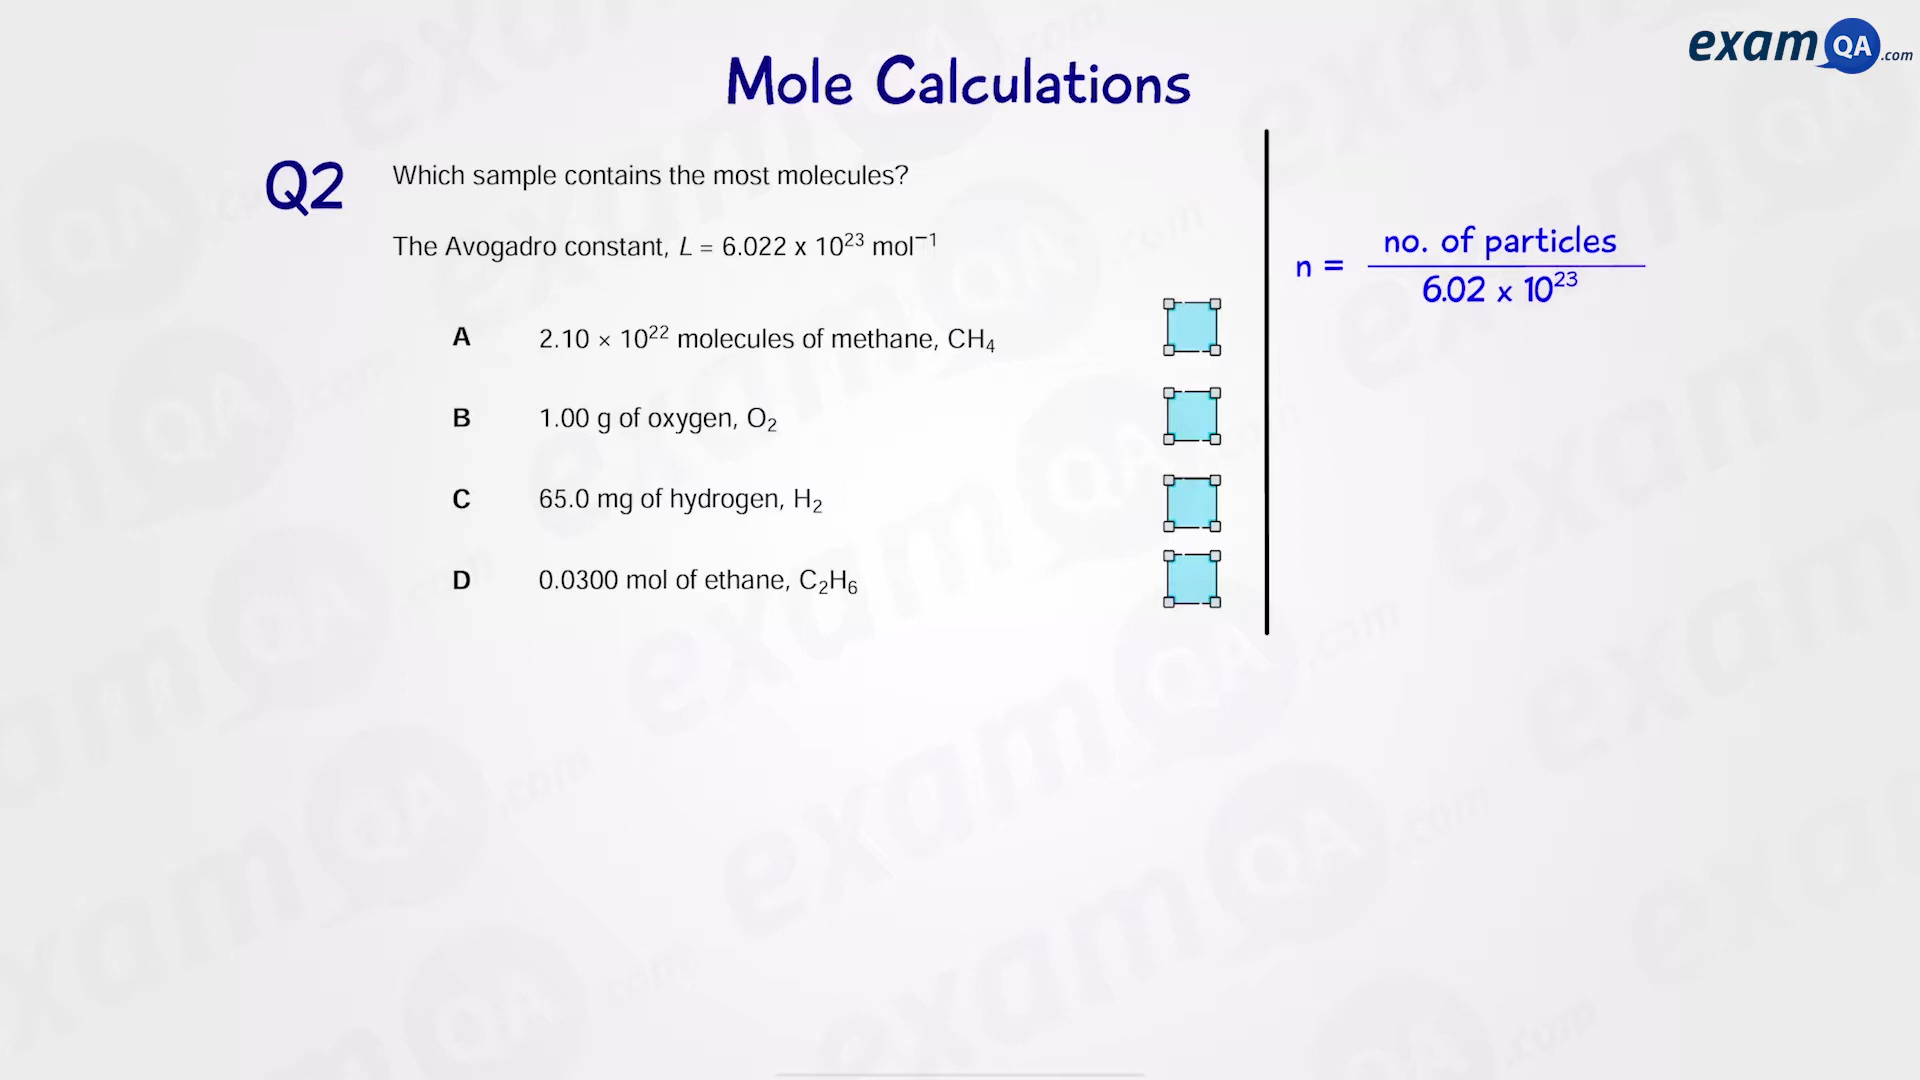 examQA.com
Mole Calculations
Q2
Which sample contains the most molecules?
The Avogadro constant, L = 6.022 x 10²³ mol⁻¹
A 2.10 × 10²² molecules of methane, CH₄
B 1.00 g of oxygen, O₂
C 65.0 mg of hydrogen, H₂
D 0.0300 mol of ethane, C₂H₆
n = no. of particles
6.02 x 10²³